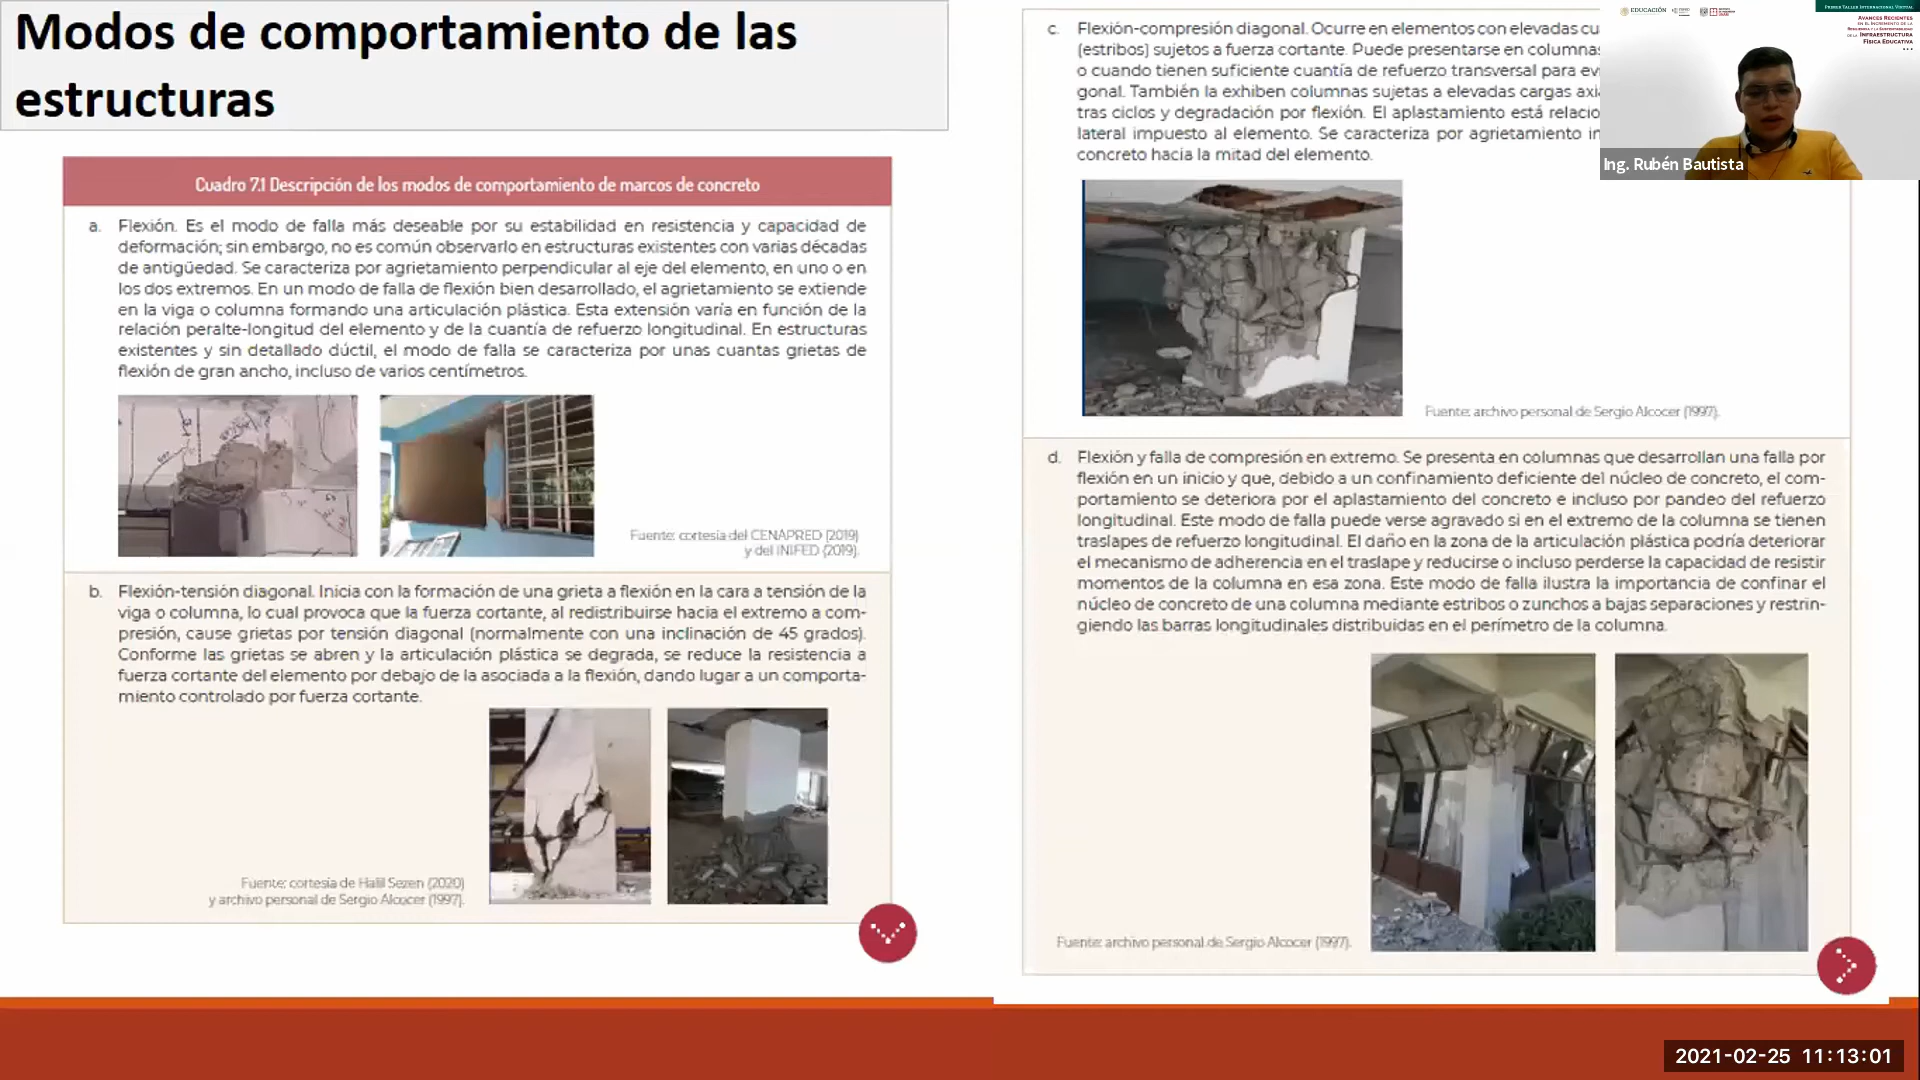 Modos de comportamiento de las
estructuras
Cuadro 7.1 Descripción de los modos de comportamiento de marcos de concreto
a. Flexión. Es el modo de falla más deseable por su estabilidad en resistencia y capacidad de
deformación; sin embargo, no es común observarlo en estructuras existentes con varias décadas
de antigüedad. Se caracteriza por agrietamiento perpendicular al eje del elemento, en uno o en
los dos extremos. En un modo de falla de flexión bien desarrollado, el agrietamiento se extiende
en la viga o columna formando una articulación plástica. Esta extensión varía en función de la
relación peralte-longitud del elemento y de la cuantía de refuerzo longitudinal. En estructuras
existentes y sin detallado dúctil, el modo de falla se caracteriza por unas cuantas grietas de
flexión de gran ancho, incluso de varios centímetros.
Fuente: cortesía del CENAPRED (2019)
y del INIFED (2019).
b. Flexión-tensión diagonal. Inicia con la formación de una grieta a flexión en la cara a tensión de la
viga o columna, lo cual provoca que la fuerza cortante, al redistribuirse hacia el extremo a com-
presión, cause grietas por tensión diagonal (normalmente con una inclinación de 45 grados).
Conforme las grietas se abren y la articulación plástica se degrada, se reduce la resistencia a
fuerza cortante del elemento por debajo de la asociada a la flexión, dando lugar a un comporta-
miento controlado por fuerza cortante.
Fuente: cortesía de Halil Sezen (2020)
y archivo personal de Sergio Alcocer (1997).
c. Flexión-compresión diagonal. Ocurre en elementos con elevadas cu
(estribos) sujetos a fuerza cortante. Puede presentarse en columnas
o cuando tienen suficiente cuantía de refuerzo transversal para ev
gonal. También la exhiben columnas sujetas a elevadas cargas axi
tras ciclos y degradación por flexión. El aplastamiento está relacio
lateral impuesto al elemento. Se caracteriza por agrietamiento in
concreto hacia la mitad del elemento.
Fuente: archivo personal de Sergio Alcocer (1997).
d. Flexión y falla de compresión en extremo. Se presenta en columnas que desarrollan una falla por
flexión en un inicio y que, debido a un confinamiento deficiente del núcleo de concreto, el com-
portamiento se deteriora por el aplastamiento del concreto e incluso por pandeo del refuerzo
longitudinal. Este modo de falla puede verse agravado si en el extremo de la columna se tienen
traslapes de refuerzo longitudinal. El daño en la zona de la articulación plástica podría deteriorar
el mecanismo de adherencia en el traslape y reducirse o incluso perderse la capacidad de resistir
momentos de la columna en esa zona. Este modo de falla ilustra la importancia de confinar el
núcleo de concreto de una columna mediante estribos o zunchos a bajas separaciones y restrin-
giendo las barras longitudinales distribuidas en el perímetro de la columna.
Fuente: archivo personal de Sergio Alcocer (1997).
EDUCACIÓN
Primer Taller Internacional Virtual
Avances Recientes
en el Incremento de la
Resiliencia y la Sustentabilidad
de la Infraestructura
Física Educativa
Ing. Rubén Bautista
2021-02-25 11:13:01